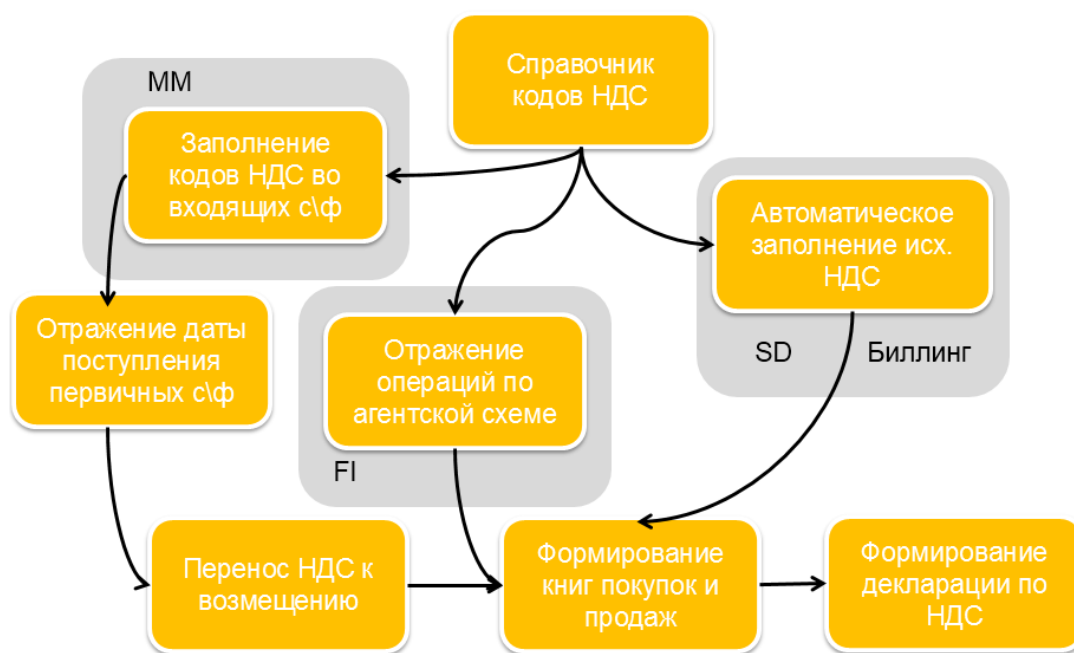 Справочник
кодов НДС
MM
Заполнение
кодов НДС во
входящих с\ф
Автоматическое
заполнение исх.
НДС
SD
Биллинг
Отражение даты
поступления
первичных с\ф
Отражение
операций по
агентской схеме
FI
Перенос НДС к
возмещению
Формирование
книг покупок и
продаж
Формирование
декларации по
НДС